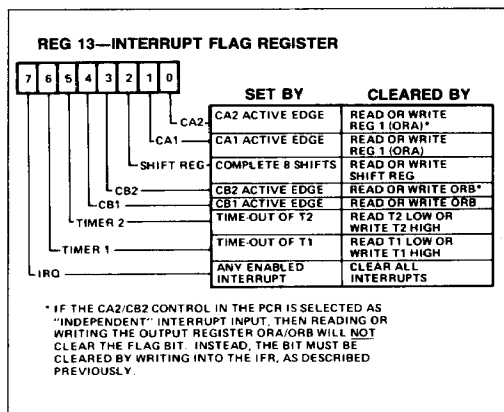 REG 13—INTERRUPT FLAG REGISTER
7 6 5 4 3 2 1 0
SET BY CLEARED BY
CA2 CA2 ACTIVE EDGE READ OR WRITE
REG 1 (ORA)*
CA1 CA1 ACTIVE EDGE READ OR WRITE
REG 1 (ORA)
SHIFT REG COMPLETE 8 SHIFTS READ OR WRITE
SHIFT REG
CB2 CB2 ACTIVE EDGE READ OR WRITE ORB*
CB1 CB1 ACTIVE EDGE READ OR WRITE ORB
TIMER 2 TIME-OUT OF T2 READ T2 LOW OR
WRITE T2 HIGH
TIMER 1 TIME-OUT OF T1 READ T1 LOW OR
WRITE T1 HIGH
IRQ ANY ENABLED CLEAR ALL
INTERRUPT INTERRUPTS
* IF THE CA2/CB2 CONTROL IN THE PCR IS SELECTED AS
"INDEPENDENT" INTERRUPT INPUT, THEN READING OR
WRITING THE OUTPUT REGISTER ORA/ORB WILL NOT
CLEAR THE FLAG BIT. INSTEAD, THE BIT MUST BE
CLEARED BY WRITING INTO THE IFR, AS DESCRIBED
PREVIOUSLY.